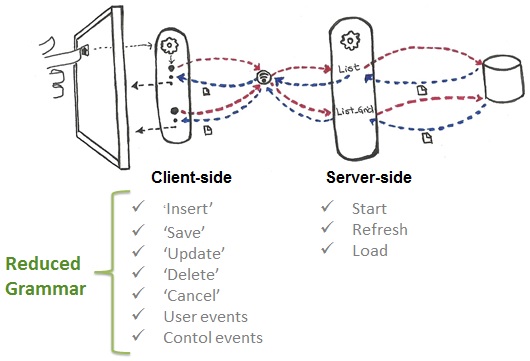 List
List_Grid
Client-side
Server-side
Reduced
Grammar
‘Insert’
‘Save’
‘Update’
‘Delete’
‘Cancel’
User events
Contol events
Start
Refresh
Load